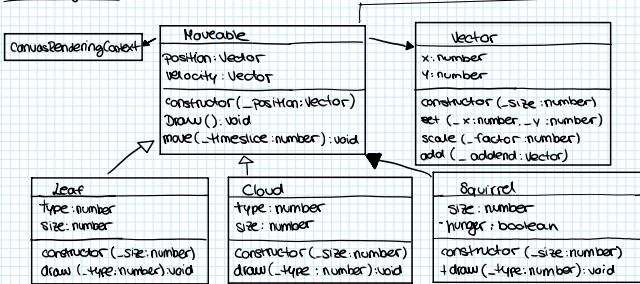 Moveable
CanvasRenderingContext
position: Vector
velocity: Vector
constructor (_position: Vector)
Draw(): void
move(_timeslice: number): void
Vector
x: number
y: number
constructor (_size: number)
set (_x: number, _y: number)
scale (_factor: number)
add (_addend: Vector)
Leaf
type: number
size: number
constructor (_size: number)
draw (_type: number): void
Cloud
type: number
size: number
constructor (_size: number)
draw (_type: number): void
Squirrel
size: number
- hunger: boolean
constructor (_size: number)
+ draw (_type: number): void